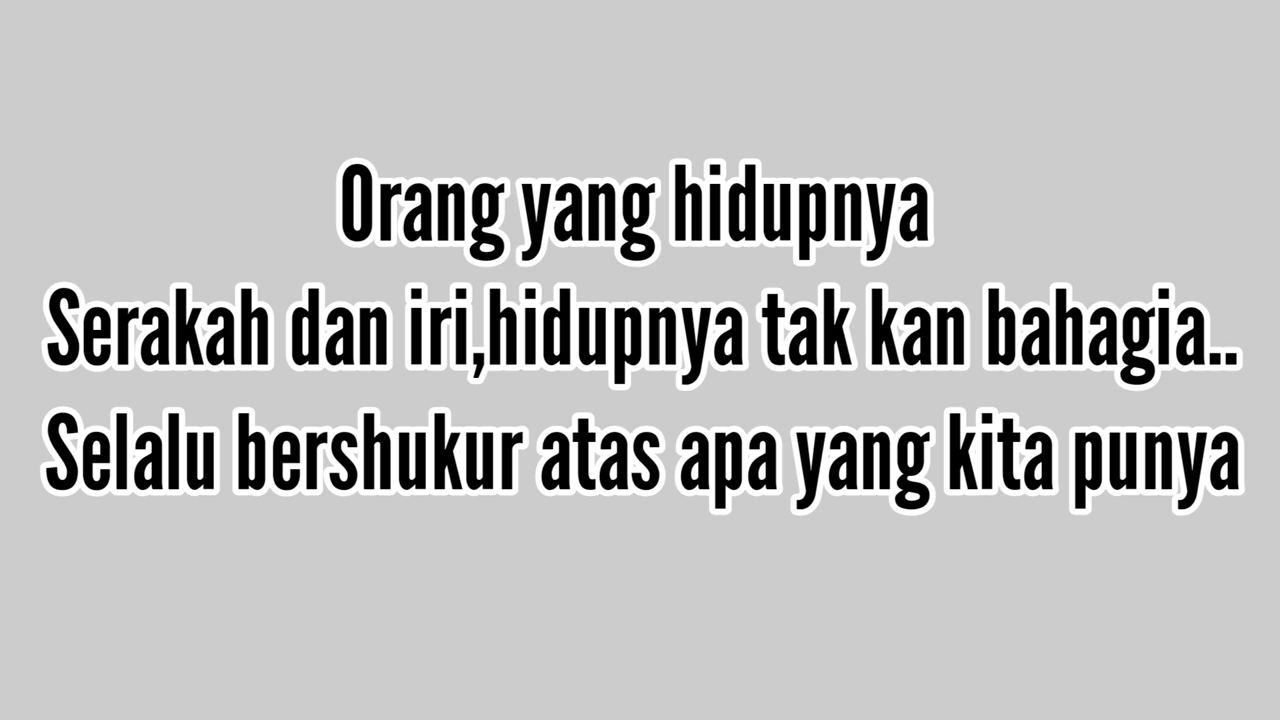 Orang yang hidupnya
Serakah dan iri,hidupnya tak kan bahagia..
Selalu bershukur atas apa yang kita punya